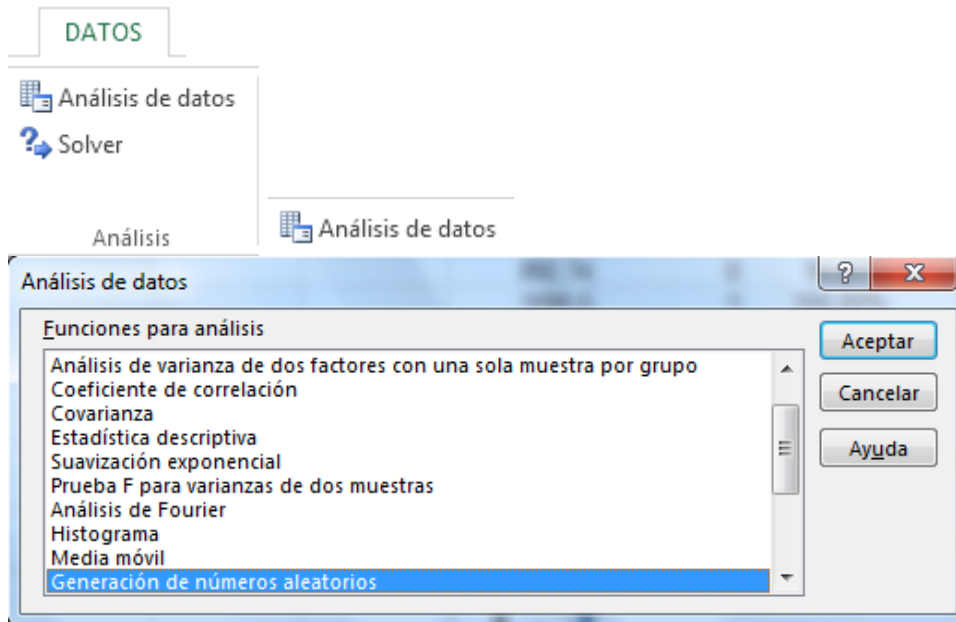 DATOS
Análisis de datos
Solver
Análisis
Análisis de datos
Análisis de datos
Funciones para análisis
Análisis de varianza de dos factores con una sola muestra por grupo
Coeficiente de correlación
Covarianza
Estadística descriptiva
Suavización exponencial
Prueba F para varianzas de dos muestras
Análisis de Fourier
Histograma
Media móvil
Generación de números aleatorios
Aceptar
Cancelar
Ayuda